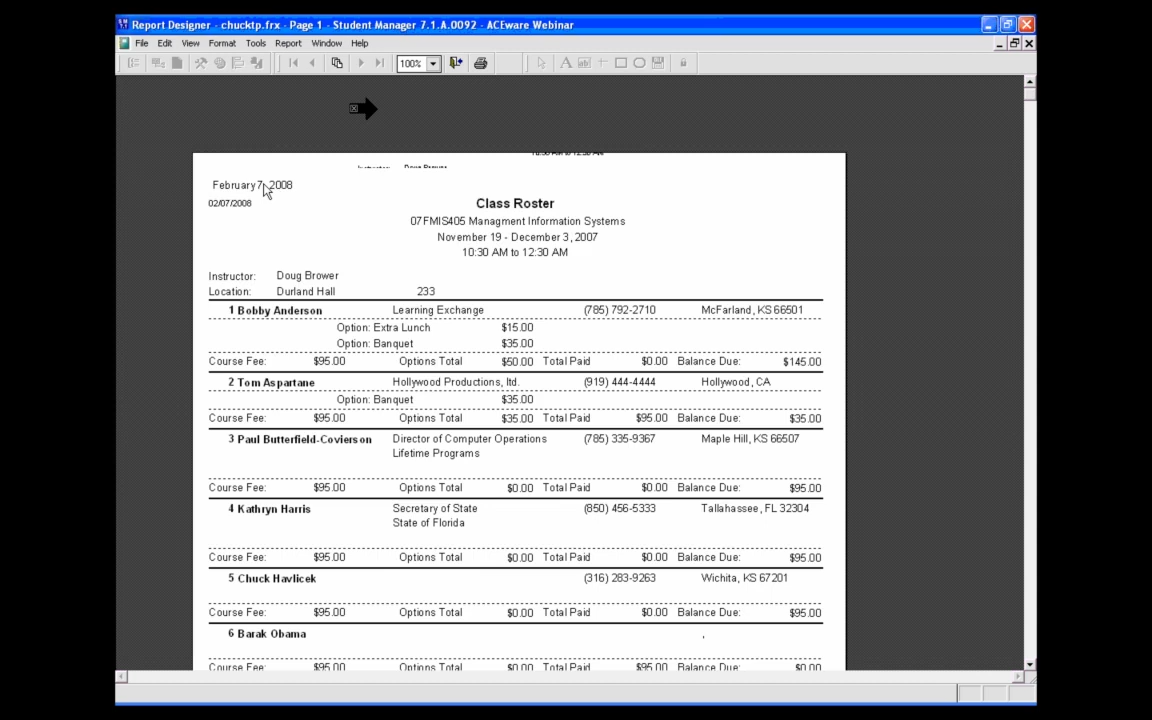 Report Designer - chucktp.frx - Page 1 - Student Manager 7.1.A.0092 - ACEware Webinar
File Edit View Format Tools Report Window Help
100%
10:30 AM to 12:30 AM
Instructor: Doug Brower
February 7, 2008
02/07/2008
Class Roster
07FMIS405 Managment Information Systems
November 19 - December 3, 2007
10:30 AM to 12:30 AM
Instructor: Doug Brower
Location: Durland Hall 233
1 Bobby Anderson Learning Exchange (785) 792-2710 McFarland, KS 66501
Option: Extra Lunch $15.00
Option: Banquet $35.00
Course Fee: $95.00 Options Total $50.00 Total Paid $0.00 Balance Due: $145.00
2 Tom Aspartane Hollywood Productions, ltd. (919) 444-4444 Hollywood, CA
Option: Banquet $35.00
Course Fee: $95.00 Options Total $35.00 Total Paid $95.00 Balance Due: $35.00
3 Paul Butterfield-Covierson Director of Computer Operations (785) 335-9367 Maple Hill, KS 66507
Lifetime Programs
Course Fee: $95.00 Options Total $0.00 Total Paid $0.00 Balance Due: $95.00
4 Kathryn Harris Secretary of State (850) 456-5333 Tallahassee, FL 32304
State of Florida
Course Fee: $95.00 Options Total $0.00 Total Paid $0.00 Balance Due: $95.00
5 Chuck Havlicek (316) 283-9263 Wichita, KS 67201
Course Fee: $95.00 Options Total $0.00 Total Paid $0.00 Balance Due: $95.00
6 Barak Obama ,
Course Fee: $95.00 Options Total $0.00 Total Paid $95.00 Balance Due: $0.00